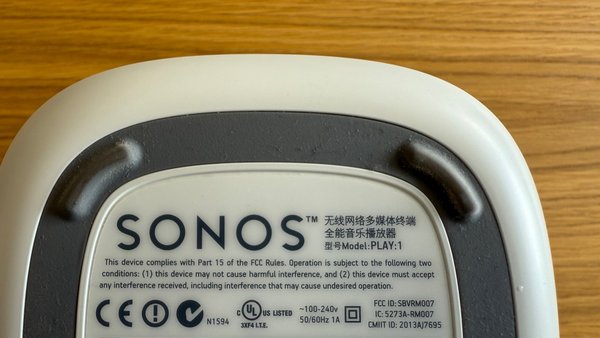 SONOS™
无线网络多媒体终端
全能音乐播放器
型号Model: PLAY:1
This device complies with Part 15 of the FCC Rules. Operation is subject to the following two
conditions: (1) this device may not cause harmful interference, and (2) this device must accept
any interference received, including interference that may cause undesired operation.
CE N1594 c UL US LISTED
3XF4 I.T.E.
~100-240v
50/60Hz 1A
FCC ID: SBVRM007
IC: 5273A-RM007
CMIIT ID: 2013AJ7695